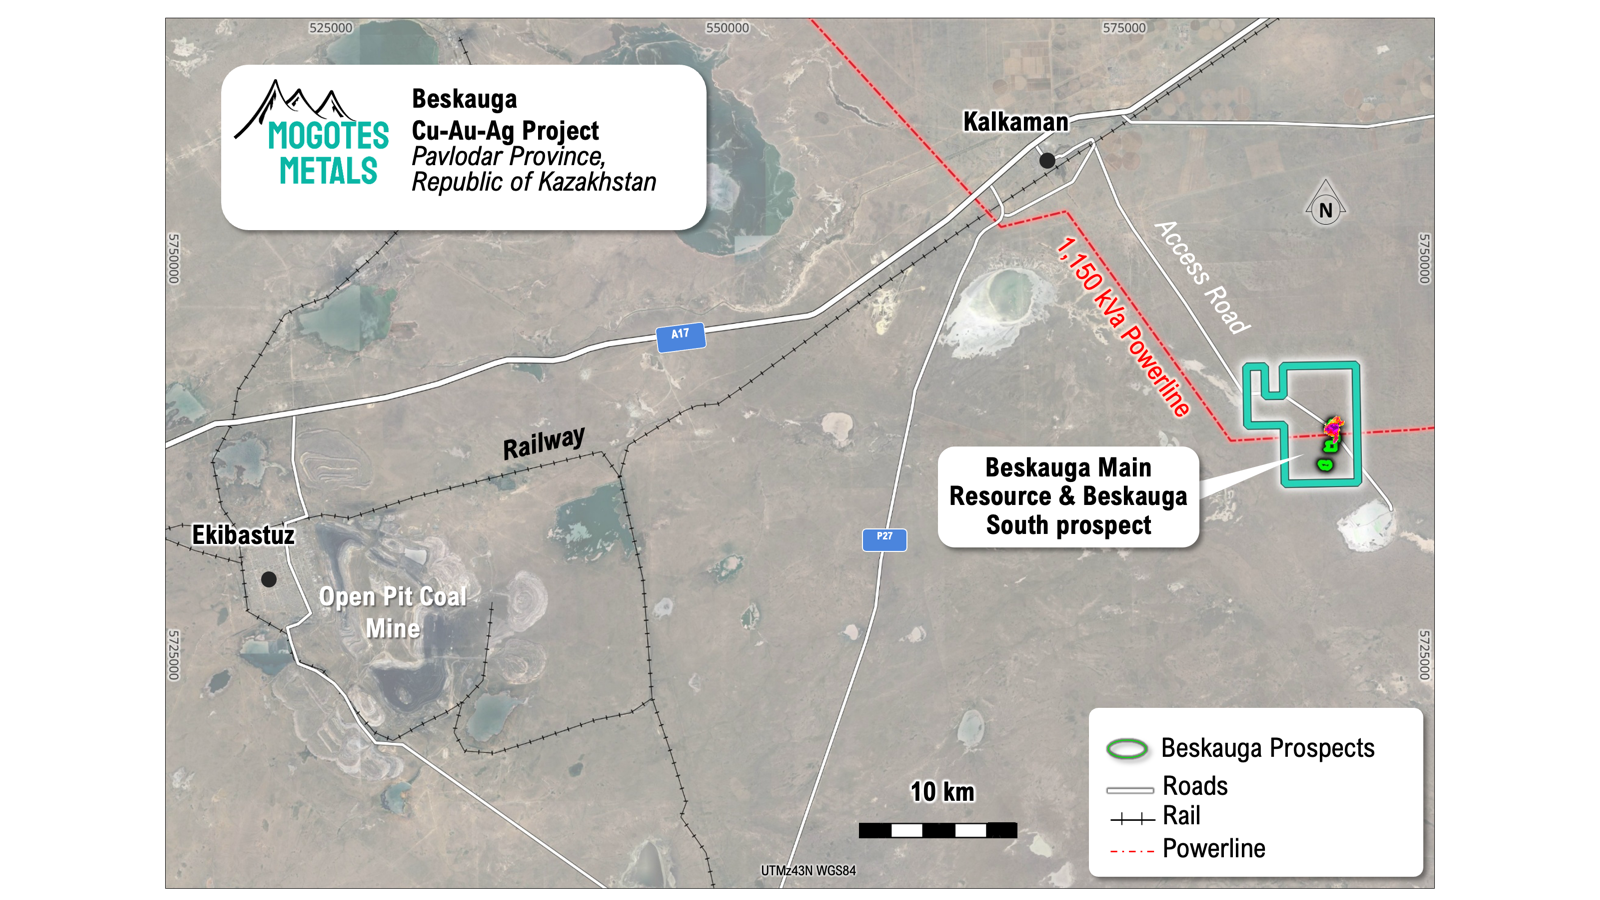 525000
550000
575000
MOGOTES
METALS
Beskauga
Cu-Au-Ag Project
Pavlodar Province,
Republic of Kazakhstan
Kalkaman
N
5750000
5750000
Access Road
1,150 kVa Powerline
A17
Railway
Beskauga Main
Resource & Beskauga
South prospect
P27
Ekibastuz
Open Pit Coal
Mine
5725000
5725000
10 km
UTMz43N WGS84
Beskauga Prospects
Roads
Rail
Powerline